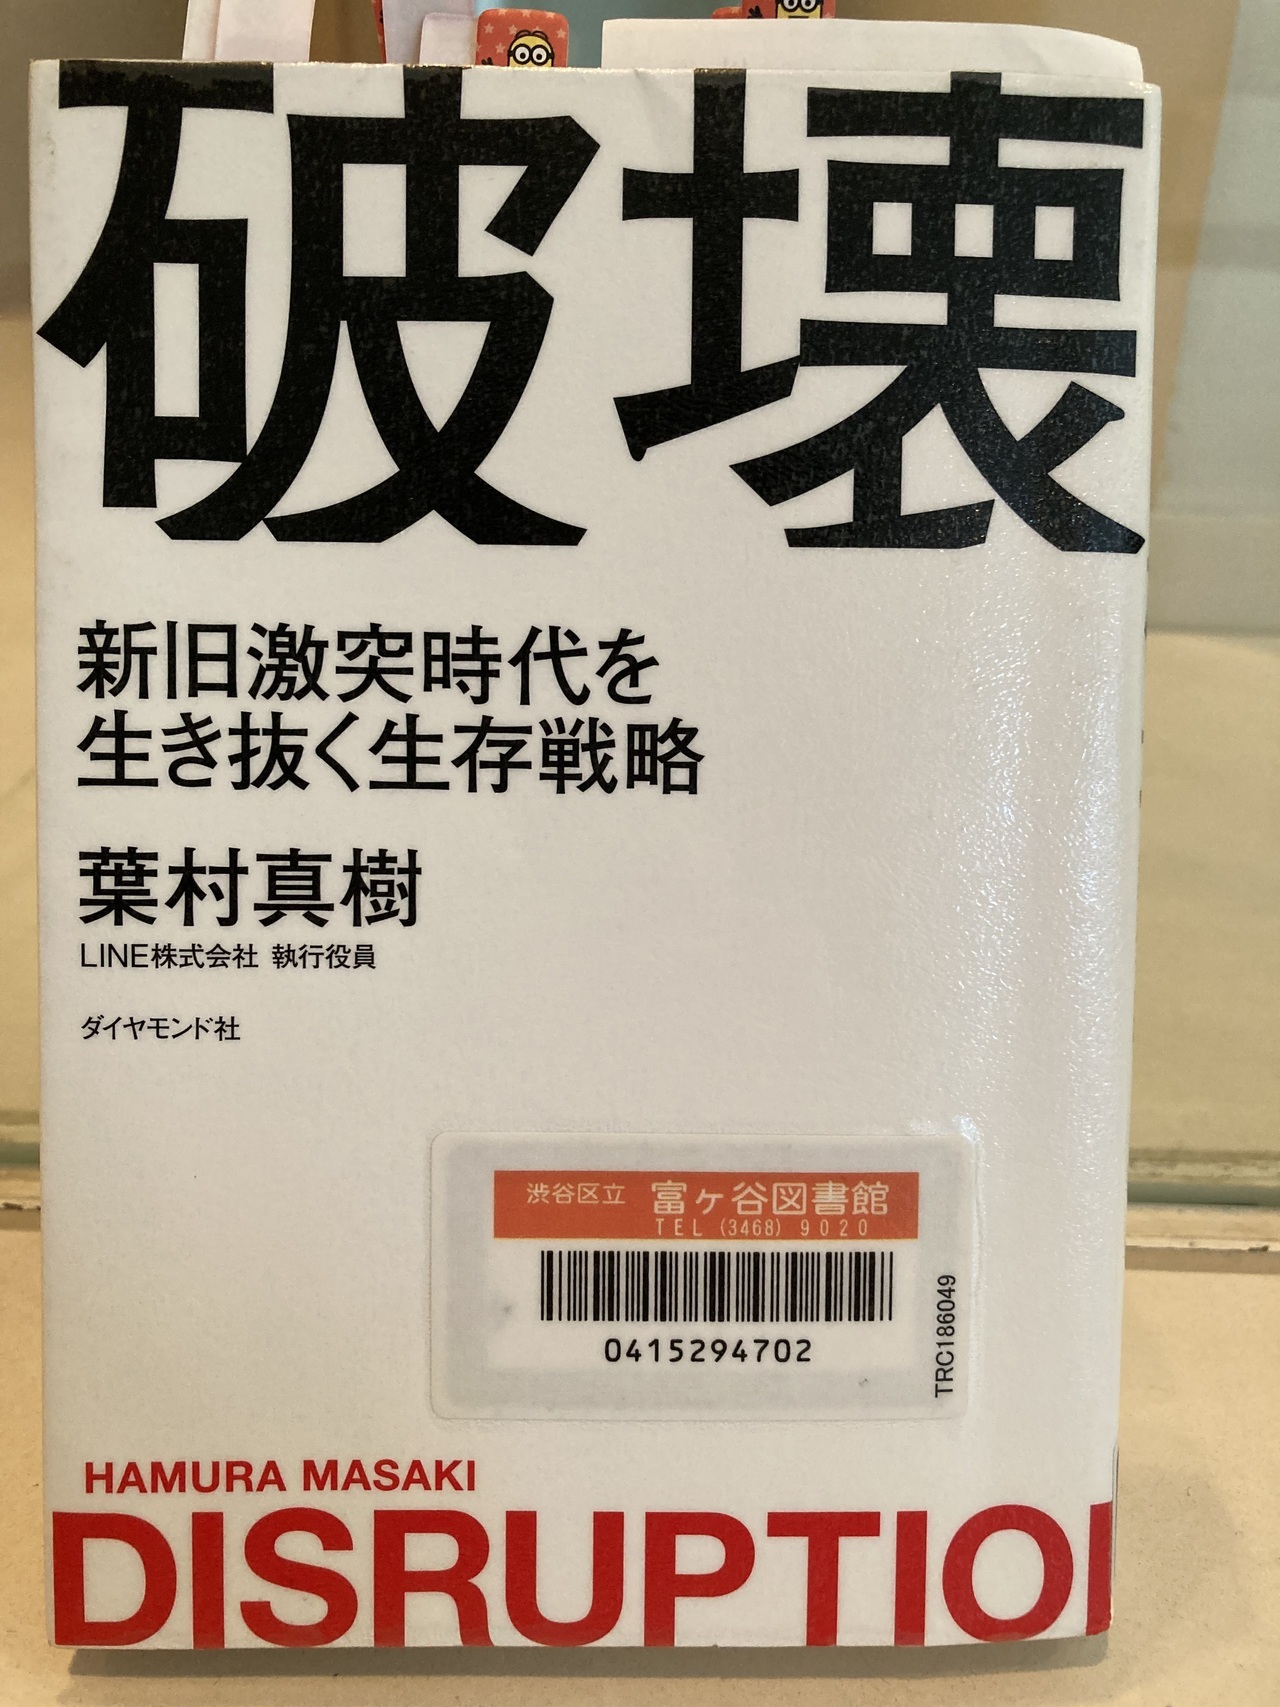 破壊
新旧激突時代を
生き抜く生存戦略
葉村真樹
LINE株式会社 執行役員
ダイヤモンド社
渋谷区立 富ヶ谷図書館
TEL (3468) 9020
0415294702
TRC186049
HAMURA MASAKI
DISRUPTIO